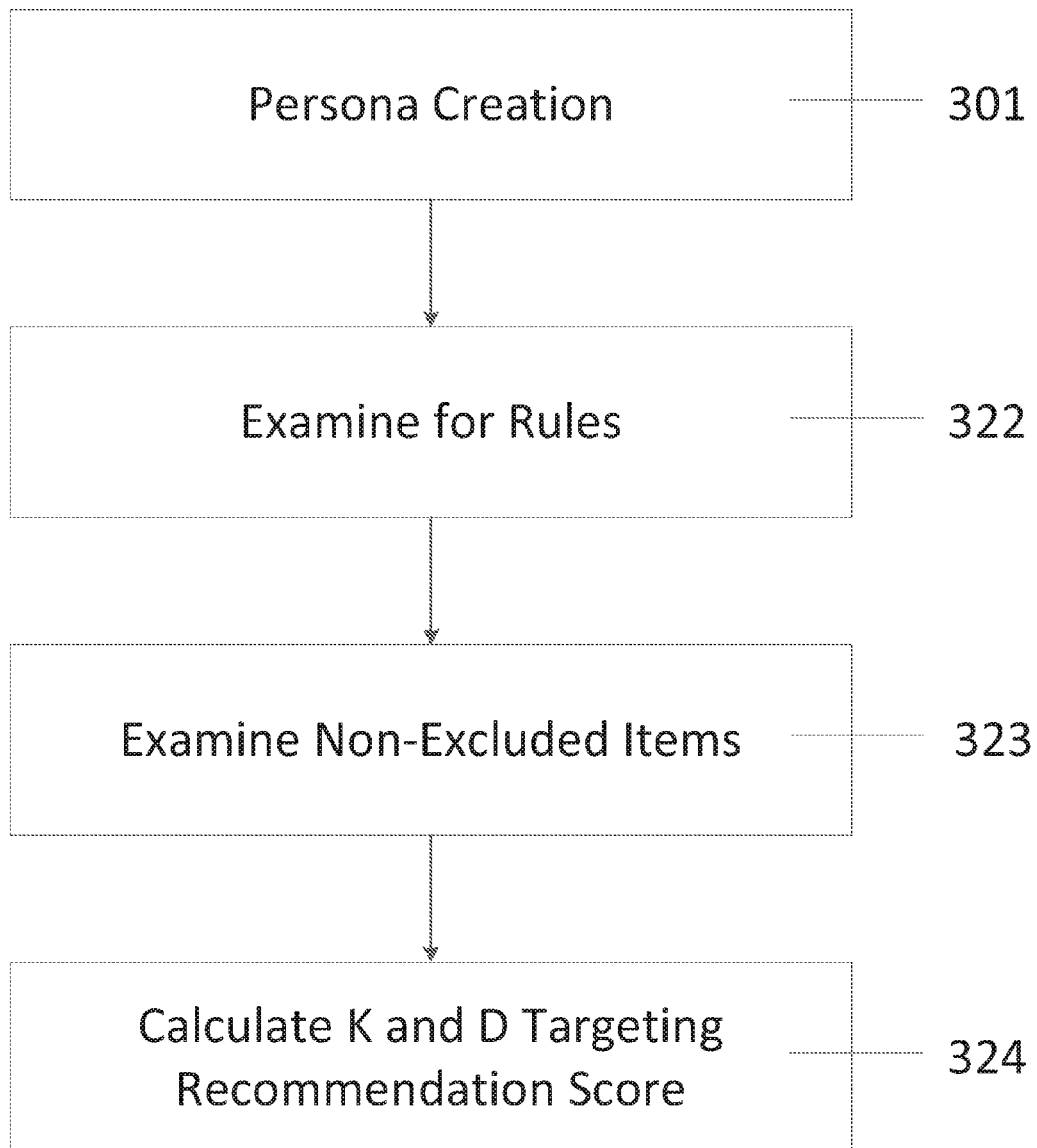 Persona Creation
301
Examine for Rules
322
Examine Non-Excluded Items
323
Calculate K and D Targeting
Recommendation Score
324